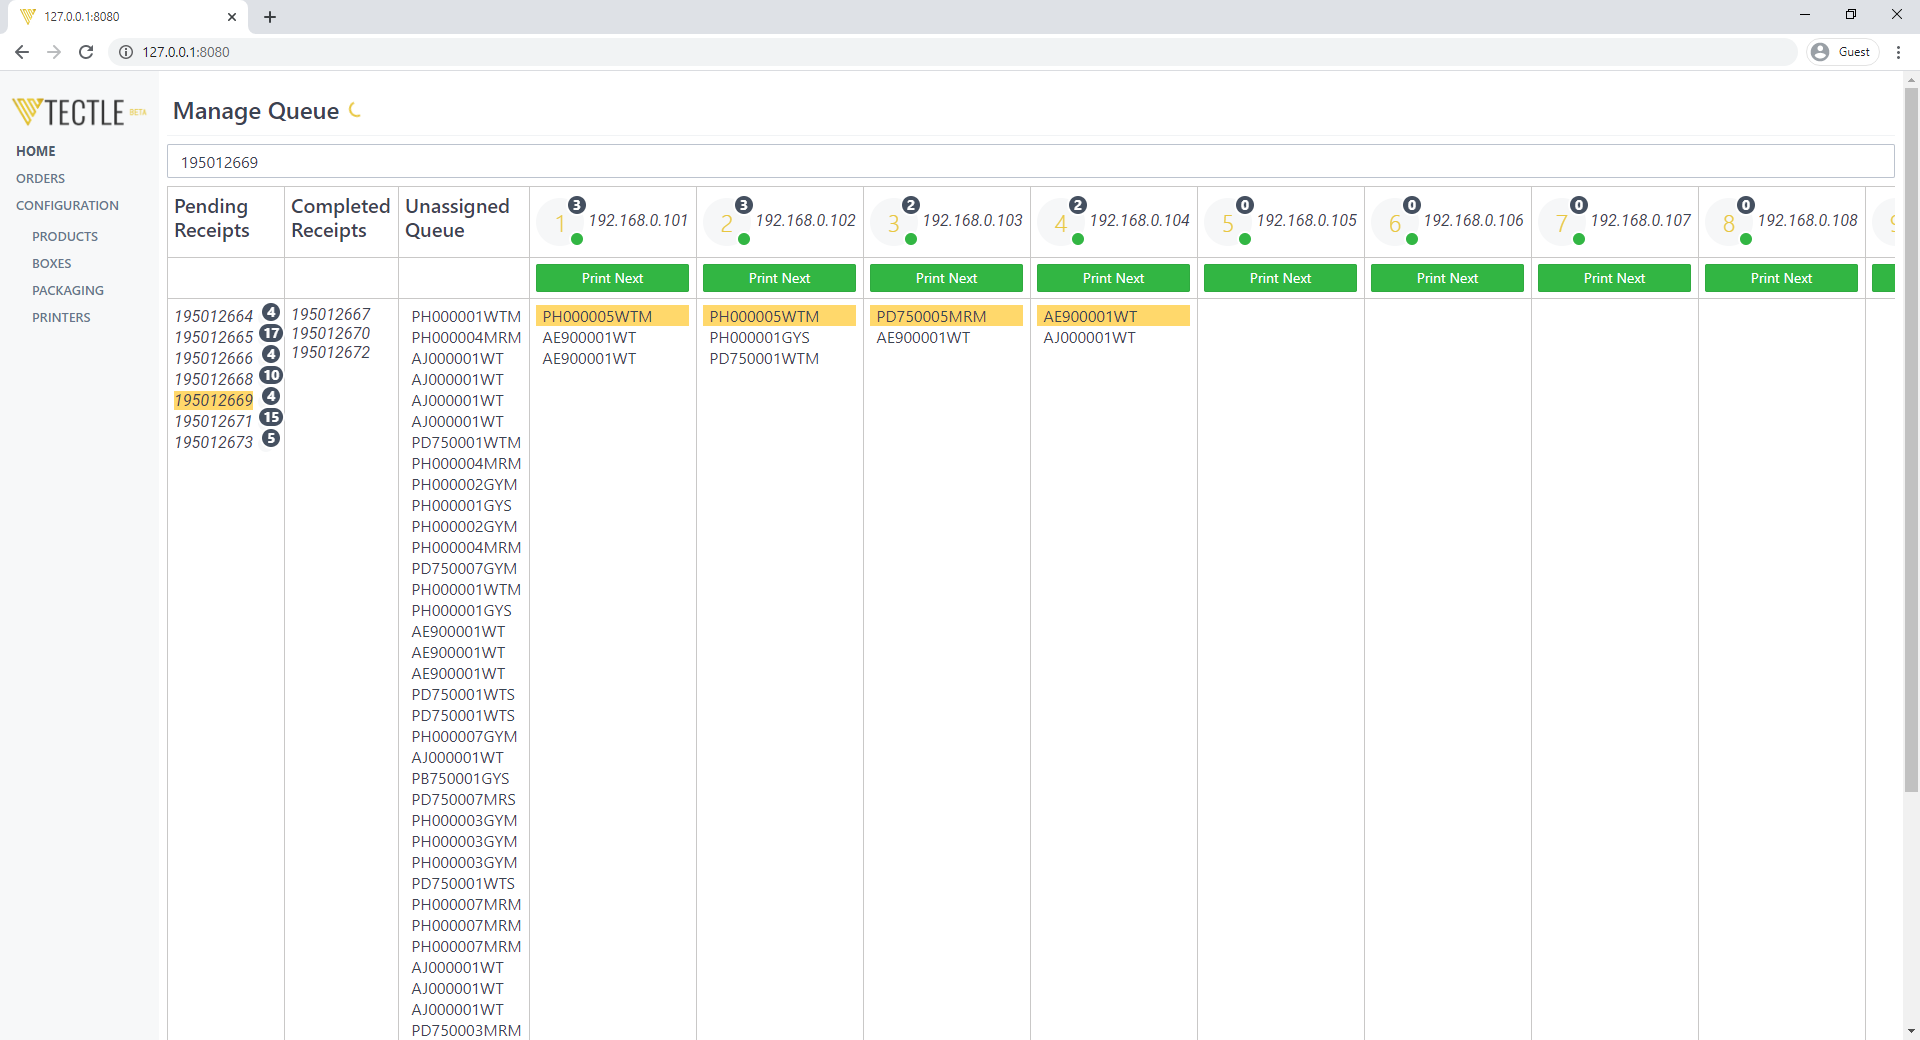 127.0.0.1:8080
127.0.0.1:8080
Guest
TECTLE BETA
HOME
ORDERS
CONFIGURATION
PRODUCTS
BOXES
PACKAGING
PRINTERS
Manage Queue
195012669
Pending Receipts
Completed Receipts
Unassigned Queue
1 3 192.168.0.101
2 3 192.168.0.102
3 2 192.168.0.103
4 2 192.168.0.104
5 0 192.168.0.105
6 0 192.168.0.106
7 0 192.168.0.107
8 0 192.168.0.108
9
Print Next
Print Next
Print Next
Print Next
Print Next
Print Next
Print Next
Print Next
195012664 4
195012665 17
195012666 4
195012668 10
195012669 4
195012671 15
195012673 5
195012667
195012670
195012672
PH000001WTM
PH000004MRM
AJ000001WT
AJ000001WT
AJ000001WT
AJ000001WT
PD750001WTM
PH000004MRM
PH000002GYM
PH000001GYS
PH000002GYM
PH000004MRM
PD750007GYM
PH000001WTM
PH000001GYS
AE900001WT
AE900001WT
AE900001WT
PD750001WTS
PD750001WTS
PH000007GYM
AJ000001WT
PB750001GYS
PD750007MRS
PH000003GYM
PH000003GYM
PH000003GYM
PD750001WTS
PH000007MRM
PH000007MRM
PH000007MRM
AJ000001WT
AJ000001WT
AJ000001WT
PD750003MRM
PH000005WTM
AE900001WT
AE900001WT
PH000005WTM
PH000001GYS
PD750001WTM
PD750005MRM
AE900001WT
AE900001WT
AJ000001WT